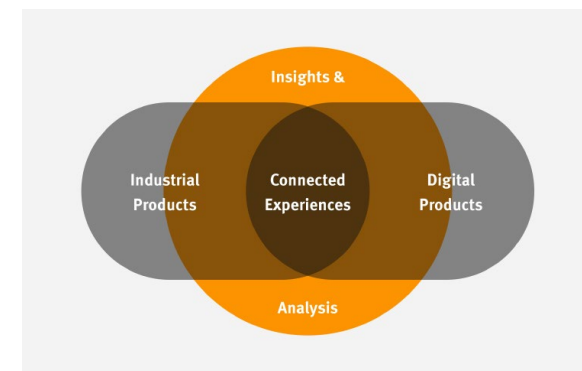 Insights &
Industrial
Products
Connected
Experiences
Digital
Products
Analysis